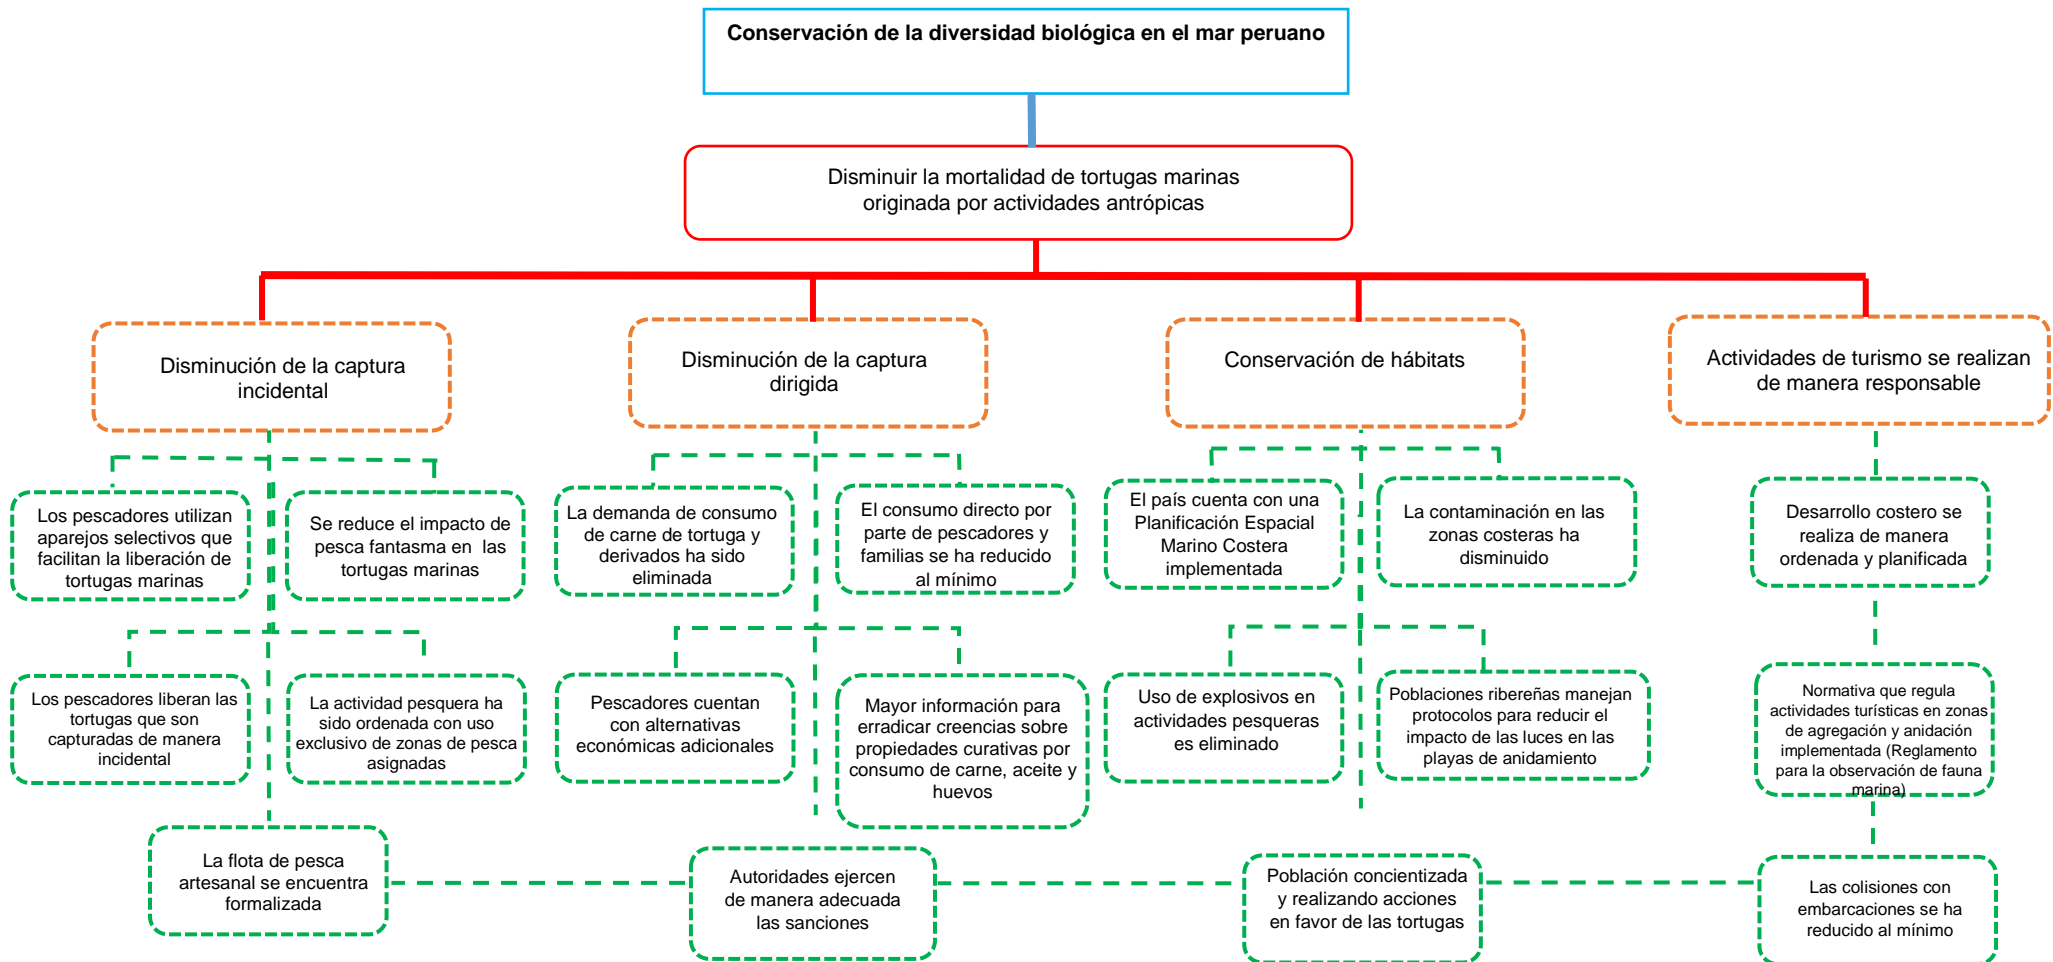 Conservación de la diversidad biológica en el mar peruano
Disminuir la mortalidad de tortugas marinas
originada por actividades antrópicas
Disminución de la captura
incidental
Disminución de la captura
dirigida
Conservación de hábitats
Actividades de turismo se realizan
de manera responsable
Los pescadores utilizan
aparejos selectivos que
facilitan la liberación de
tortugas marinas
Se reduce el impacto de
pesca fantasma en las
tortugas marinas
La demanda de consumo
de carne de tortuga y
derivados ha sido
eliminada
El consumo directo por
parte de pescadores y
familias se ha reducido
al mínimo
El país cuenta con una
Planificación Espacial
Marino Costera
implementada
La contaminación en las
zonas costeras ha
disminuido
Desarrollo costero se
realiza de manera
ordenada y planificada
Los pescadores liberan las
tortugas que son
capturadas de manera
incidental
La actividad pesquera ha
sido ordenada con uso
exclusivo de zonas de pesca
asignadas
Pescadores cuentan
con alternativas
económicas adicionales
Mayor información para
erradicar creencias sobre
propiedades curativas por
consumo de carne, aceite y
huevos
Uso de explosivos en
actividades pesqueras
es eliminado
Poblaciones ribereñas manejan
protocolos para reducir el
impacto de las luces en las
playas de anidamiento
Normativa que regula
actividades turísticas en zonas
de agregación y anidación
implementada (Reglamento
para la observación de fauna
marina)
La flota de pesca
artesanal se encuentra
formalizada
Autoridades ejercen
de manera adecuada
las sanciones
Población concientizada
y realizando acciones
en favor de las tortugas
Las colisiones con
embarcaciones se ha
reducido al mínimo